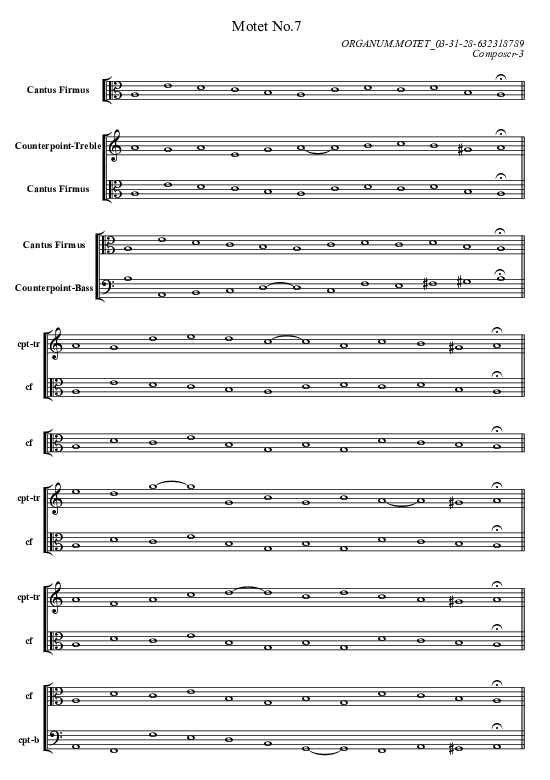 Motet No.7
ORGANUM.MOTET_03-31-28-632318789
Composer-3
Cantus Firmus
Counterpoint-Treble
Cantus Firmus
Cantus Firmus
Counterpoint-Bass
cpt-tr
cf
cf
cpt-tr
cf
cpt-tr
cf
cf
cpt-b